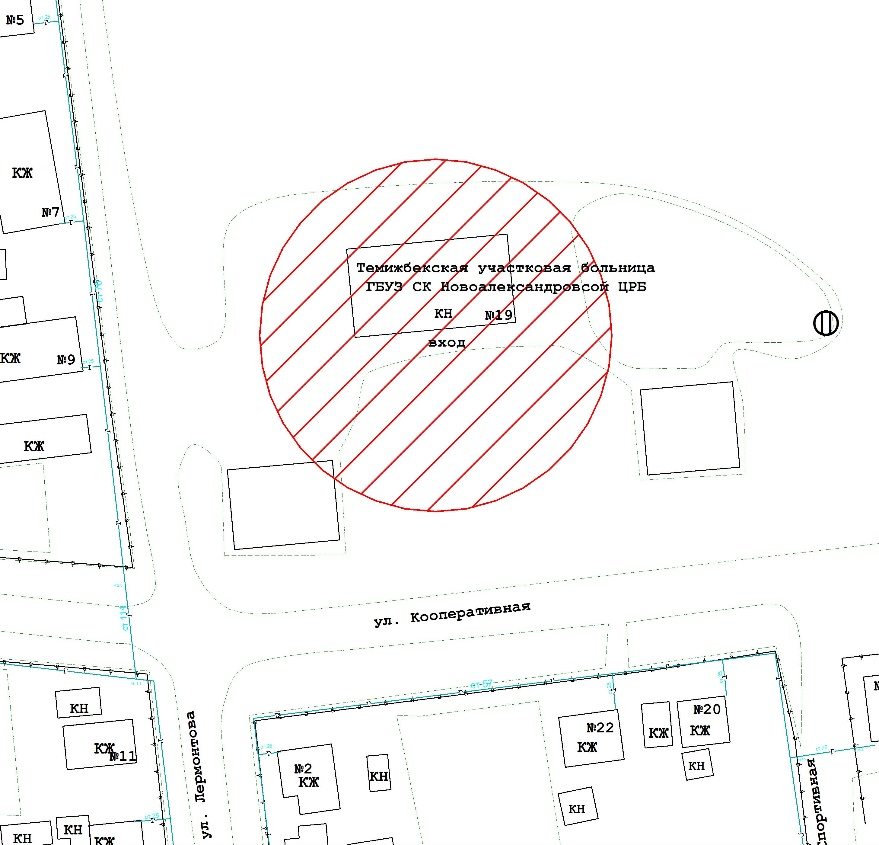 №5
КЖ
№7
Темижбекская участковая больница
ГБУЗ СК Новоалександровсой ЦРБ
КН
№19
вход
КЖ
№9
КЖ
ул. Кооперативная
КН
КЖ
№11
ул. Лермонтова
№2
КЖ
КН
№22
КЖ
КЖ
№20
КЖ
КН
КН
Спортивная
КН
КН
КЖ